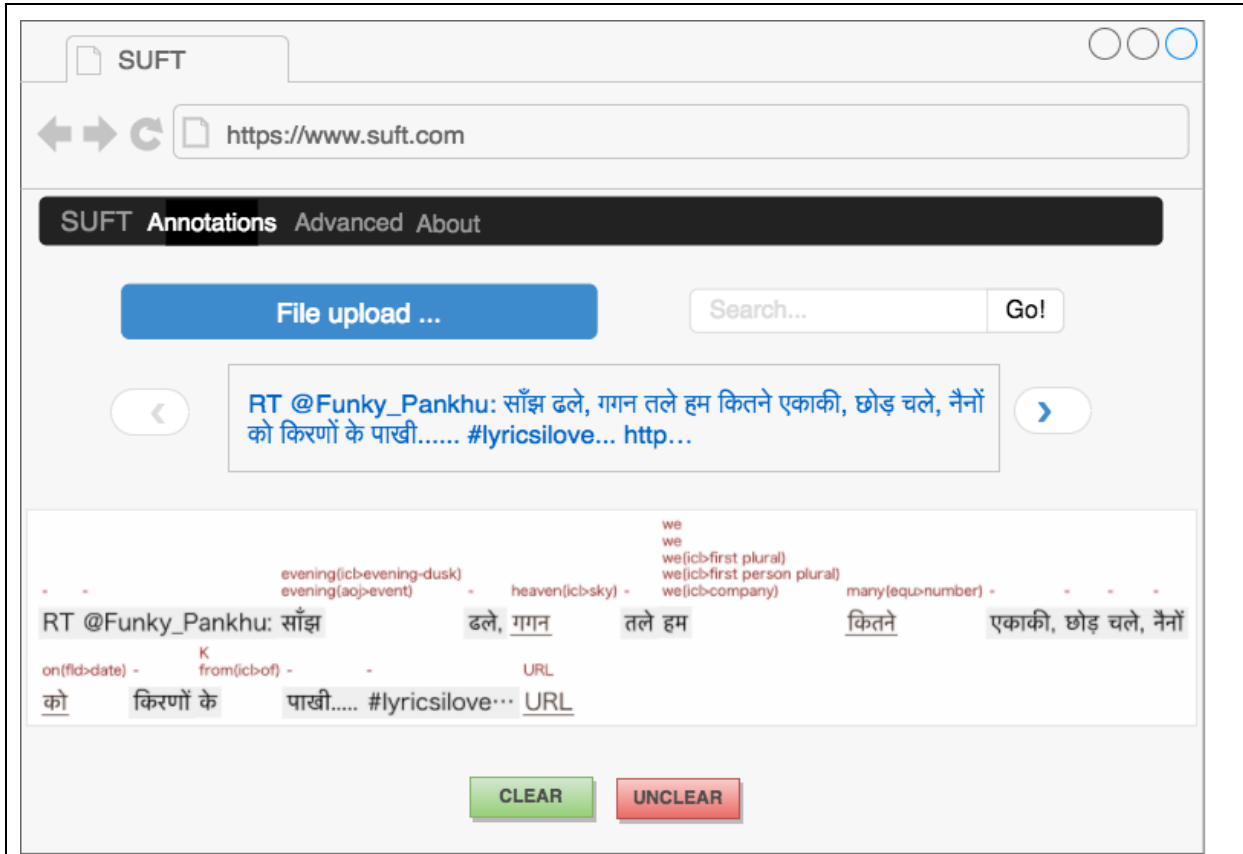 SUFT
https://www.suft.com
SUFT Annotations Advanced About
File upload ... Search... Go!
RT @Funky_Pankhu: साँझ ढले, गगन तले हम कितने एकाकी, छोड़ चले, नैनों
को किरणों के पाखी...... #lyricsilove... http...
we
we
we(icl>first plural)
evening(icl>evening-dusk) we(icl>first person plural)
- - evening(aoj>event) - heaven(icl>sky) - we(icl>company) many(equ>number) - - - -
RT @Funky_Pankhu: साँझ ढले, गगन तले हम कितने एकाकी, छोड़ चले, नैनों
K
on(fld>date) - from(icl>of) - - URL
को किरणों के पाखी..... #lyricsilove··· URL
CLEAR UNCLEAR